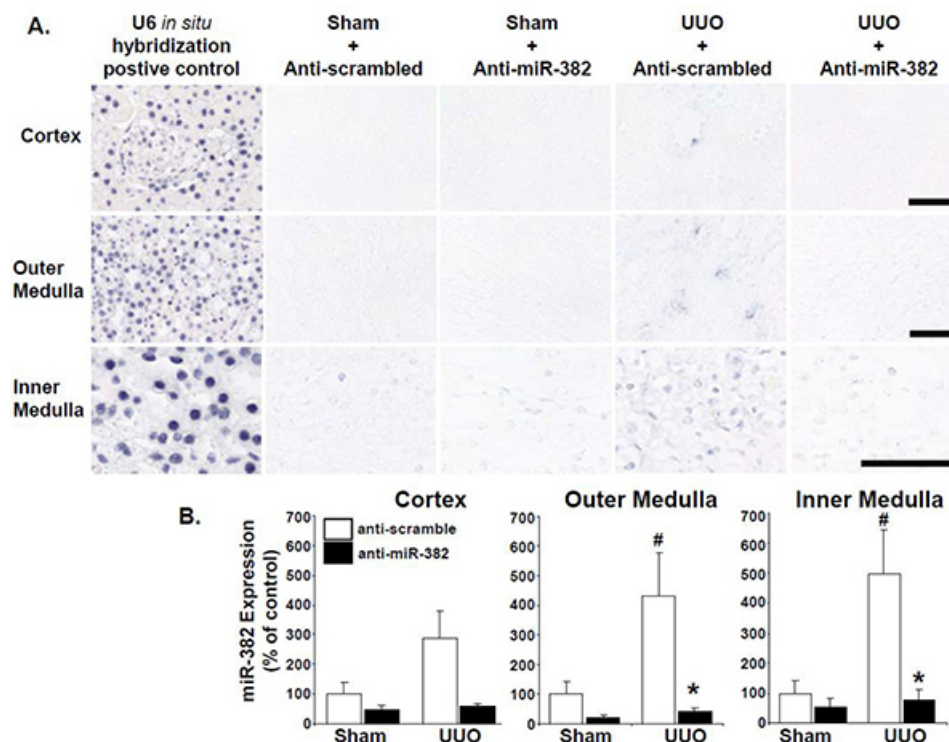 A.
U6 in situ
hybridization
postive control
Sham
+
Anti-scrambled
Sham
+
Anti-miR-382
UUO
+
Anti-scrambled
UUO
+
Anti-miR-382
Cortex
Outer
Medulla
Inner
Medulla
B.
miR-382 Expression
(% of control)
Cortex
700
600
500
400
300
200
100
0
anti-scramble
anti-miR-382
Sham
UUO
Outer Medulla
700
600
500
400
300
200
100
0
#
*
Sham
UUO
Inner Medulla
700
600
500
400
300
200
100
0
#
*
Sham
UUO